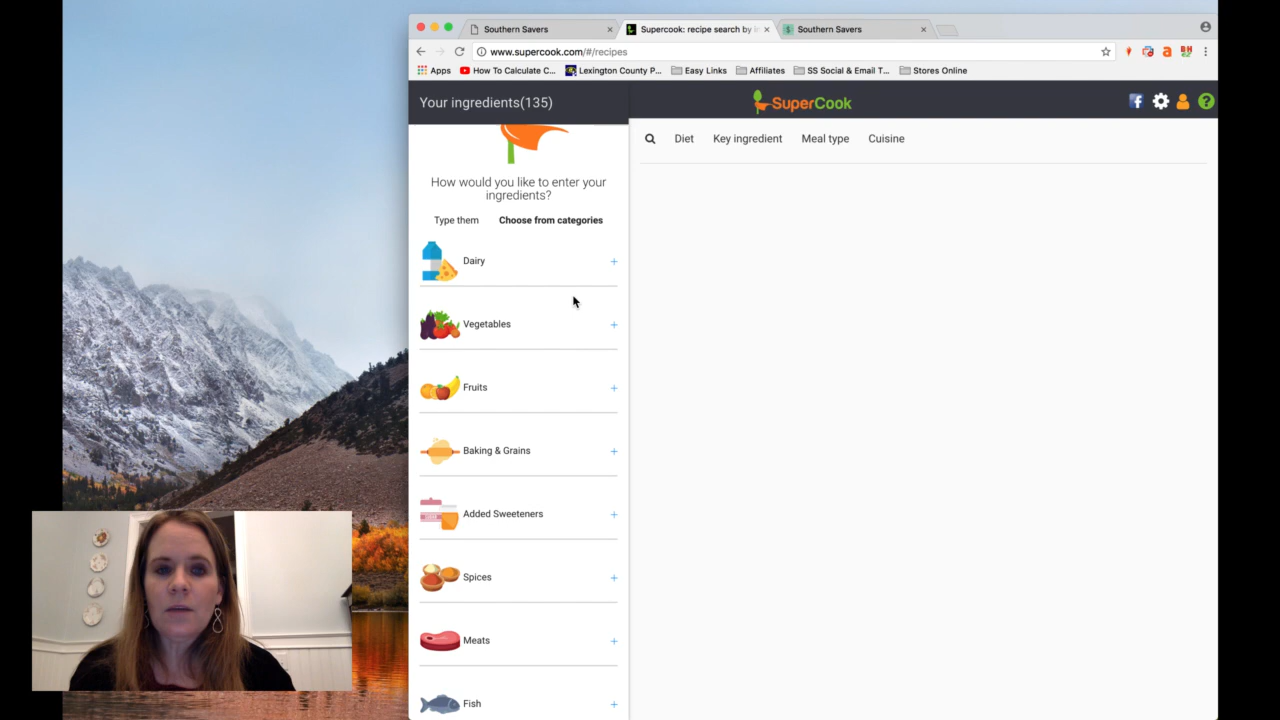 Southern Savers
Supercook: recipe search by i
Southern Savers
www.supercook.com/#/recipes
Apps
How To Calculate C...
Lexington County P...
Easy Links
Affiliates
SS Social & Email T...
Stores Online
Your ingredients(135)
SuperCook
Diet
Key ingredient
Meal type
Cuisine
How would you like to enter your
ingredients?
Type them
Choose from categories
Dairy +
Vegetables +
Fruits +
Baking & Grains +
Added Sweeteners +
Spices +
Meats +
Fish +